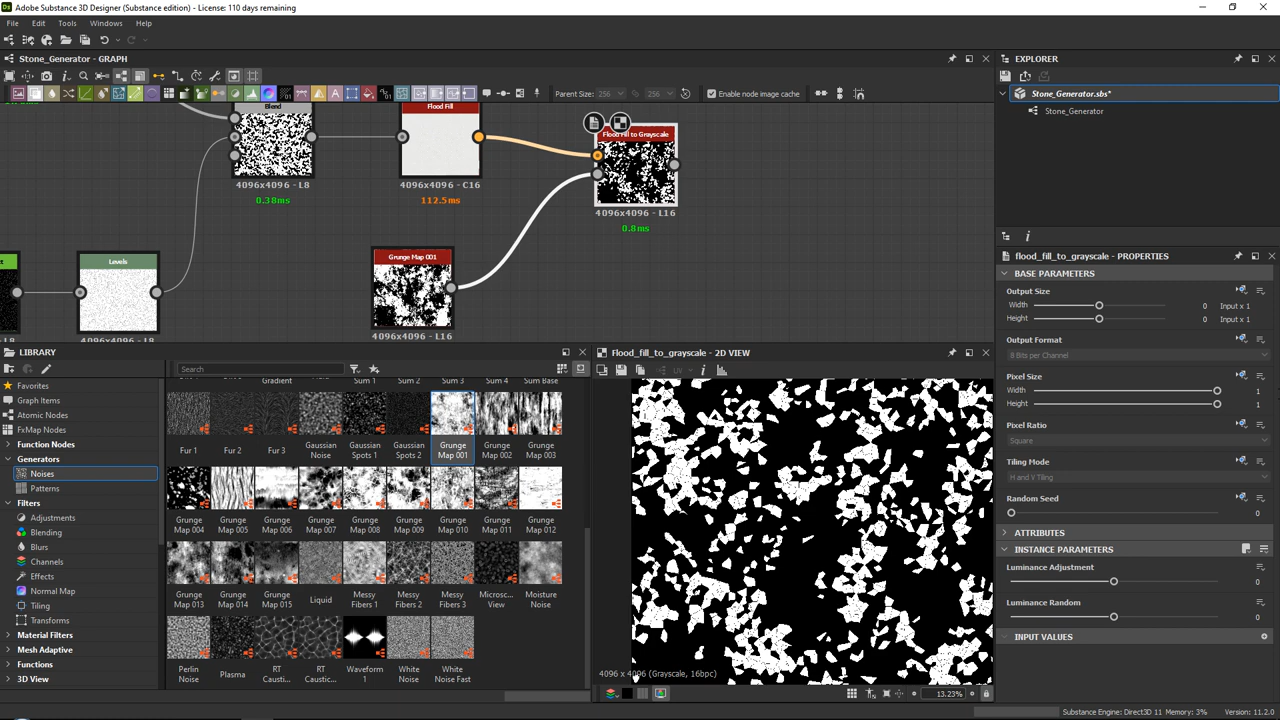 Adobe Substance 3D Designer (Substance edition) - License: 110 days remaining
File Edit Tools Windows Help
Stone_Generator - GRAPH
Parent Size: 256 256
Enable node image cache
Blend
4096x4096 - L8
0.38ms
Flood Fill
4096x4096 - C16
112.5ms
Flood Fill to Grayscale
4096x4096 - L16
0.8ms
Levels
4096x4096 - L8
Grunge Map 001
4096x4096 - L16
EXPLORER
Stone_Generator.sbs*
Stone_Generator
flood_fill_to_grayscale - PROPERTIES
BASE PARAMETERS
Output Size
Width 0 Input x 1
Height 0 Input x 1
Output Format
8 Bits per Channel
Pixel Size
Width 1
Height 1
Pixel Ratio
Square
Tiling Mode
H and V Tiling
Random Seed
0
ATTRIBUTES
INSTANCE PARAMETERS
Luminance Adjustment
0
Luminance Random
0
INPUT VALUES
LIBRARY
Search
Favorites
Graph Items
Atomic Nodes
FxMap Nodes
Function Nodes
Generators
Noises
Patterns
Filters
Adjustments
Blending
Blurs
Channels
Effects
Normal Map
Tiling
Transforms
Material Filters
Mesh Adaptive
Functions
3D View
Gradient Sum 1 Sum 2 Sum 3 Sum 4 Sum Base
Fur 1 Fur 2 Fur 3 Gaussian Noise Gaussian Spots 1 Gaussian Spots 2 Grunge Map 001 Grunge Map 002 Grunge Map 003
Grunge Map 004 Grunge Map 005 Grunge Map 006 Grunge Map 007 Grunge Map 008 Grunge Map 009 Grunge Map 010 Grunge Map 011 Grunge Map 012
Grunge Map 013 Grunge Map 014 Grunge Map 015 Liquid Messy Fibers 1 Messy Fibers 2 Messy Fibers 3 Microsc... View Moisture Noise
Perlin Noise Plasma RT Causti... RT Causti... Waveform 1 White Noise White Noise Fast
Flood_fill_to_grayscale - 2D VIEW
UV
4096 x 4096 (Grayscale, 16bpc)
13.23%
Substance Engine: Direct3D 11 Memory: 3% Version: 11.2.0